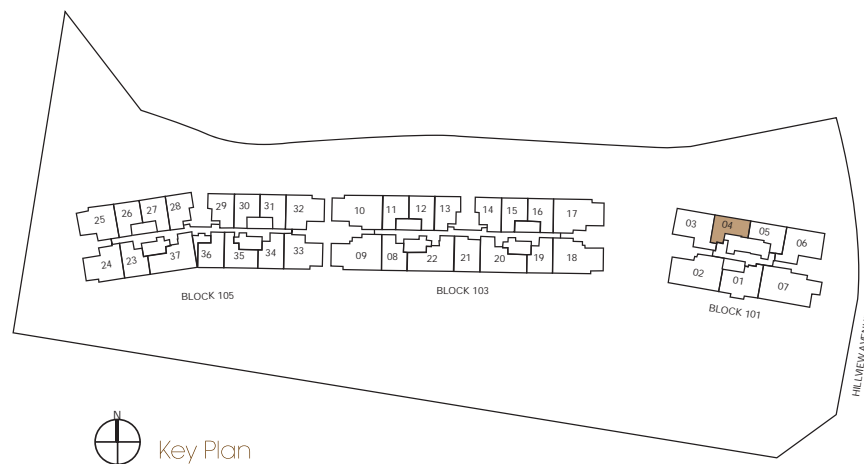 25 26 27 28 29 30 31 32 10 11 12 13 14 15 16 17 03 04 05 06
24 23 37 36 35 34 33 09 08 22 21 20 19 18 02 01 07
BLOCK 105
BLOCK 103
BLOCK 101
HILLVIEW
N
Key Plan